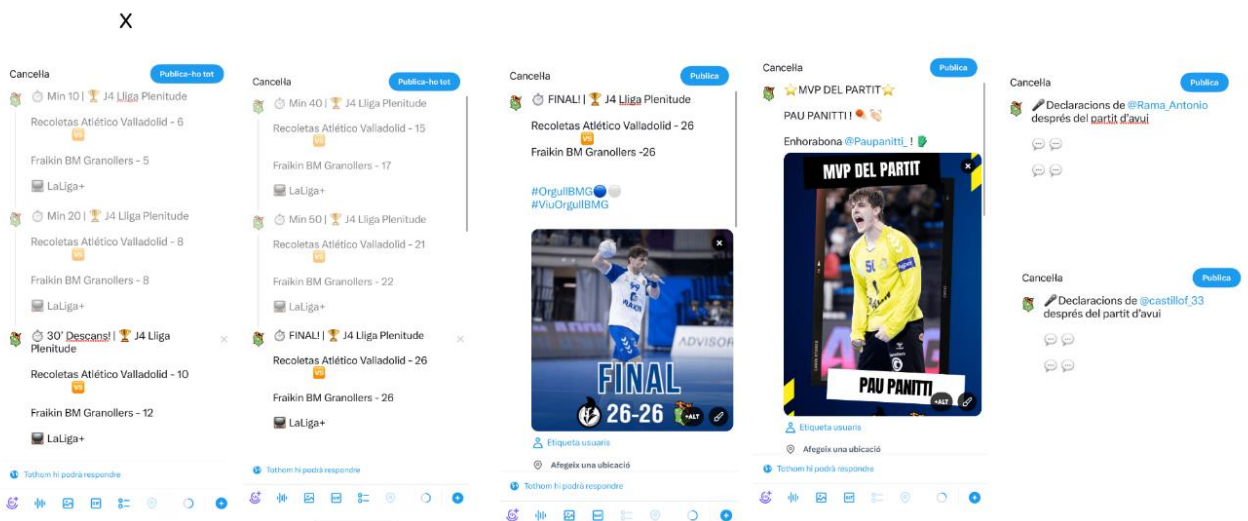 X
Cancel·la
Publica-ho tot
⏱ Min 10 | 🏆 J4 Lliga Plenitude
Recoletas Atlético Valladolid - 6
🆚
Fraikin BM Granollers - 5
📺 LaLiga+
⏱ Min 20 | 🏆 J4 Lliga Plenitude
Recoletas Atlético Valladolid - 8
🆚
Fraikin BM Granollers - 8
📺 LaLiga+
⏱ 30' Descans! | 🏆 J4 Lliga
Plenitude
Recoletas Atlético Valladolid - 10
🆚
Fraikin BM Granollers - 12
📺 LaLiga+
Tothom hi podrà respondre
GIF
Cancel·la
Publica-ho tot
⏱ Min 40 | 🏆 J4 Lliga Plenitude
Recoletas Atlético Valladolid - 15
🆚
Fraikin BM Granollers - 17
📺 LaLiga+
⏱ Min 50 | 🏆 J4 Lliga Plenitude
Recoletas Atlético Valladolid - 21
🆚
Fraikin BM Granollers - 22
📺 LaLiga+
⏱ FINAL! | 🏆 J4 Lliga Plenitude
Recoletas Atlético Valladolid - 26
🆚
Fraikin BM Granollers - 26
📺 LaLiga+
Tothom hi podrà respondre
GIF
Cancel·la
Publica
⏱ FINAL! | 🏆 J4 Lliga Plenitude
Recoletas Atlético Valladolid - 26
🆚
Fraikin BM Granollers -26
#OrgullBMG🔵⚪
#ViuOrgullBMG
ADVISOR
FINAL
26-26
+ALT
Etiqueta usuaris
Afegeix una ubicació
Tothom hi podrà respondre
GIF
Cancel·la
Publica
⭐MVP DEL PARTIT⭐
PAU PANITTI !
Enhorabona @Paupanitti_ !
MVP DEL PARTIT
PAU PANITTI
+ALT
Etiqueta usuaris
Afegeix una ubicació
Tothom hi podrà respondre
GIF
Cancel·la
Publica
🎤Declaracions de @Rama_Antonio
després del partit d'avui
💬 💬
💬 💬
Cancel·la
Publica
🎤Declaracions de @castillof_33
després del partit d'avui
💬 💬
💬 💬